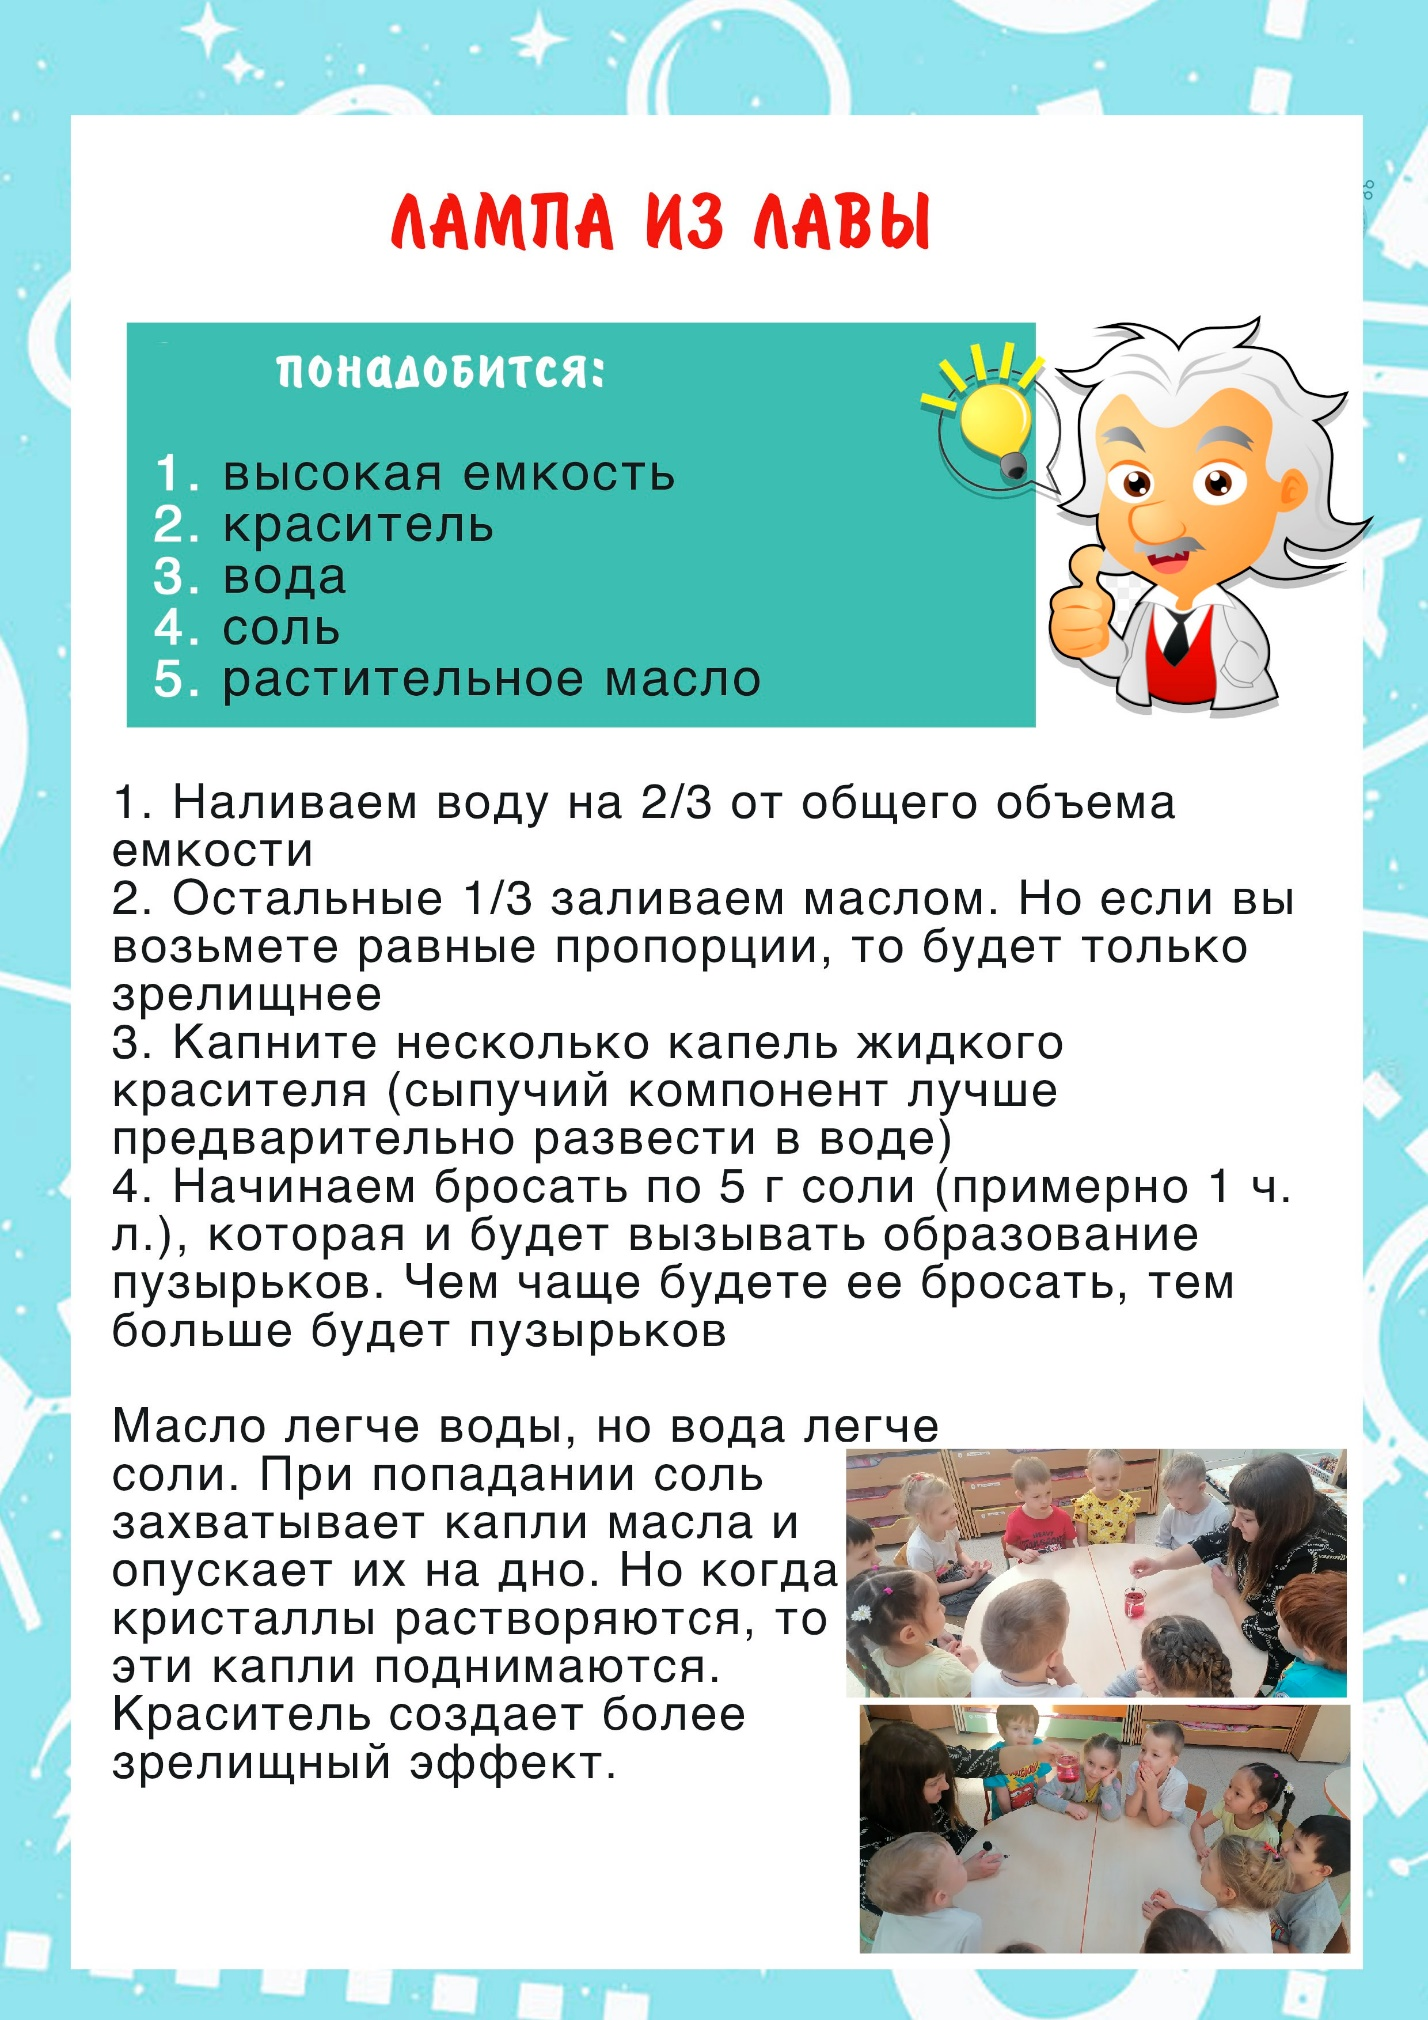 ЛАМПА ИЗ ЛАВЫ
ПОНАДОБИТСЯ:
1. высокая емкость
2. краситель
3. вода
4. соль
5. растительное масло
1. Наливаем воду на 2/3 от общего объема
емкости
2. Остальные 1/3 заливаем маслом. Но если вы
возьмете равные пропорции, то будет только
зрелищнее
3. Капните несколько капель жидкого
красителя (сыпучий компонент лучше
предварительно развести в воде)
4. Начинаем бросать по 5 г соли (примерно 1 ч.
л.), которая и будет вызывать образование
пузырьков. Чем чаще будете ее бросать, тем
больше будет пузырьков
Масло легче воды, но вода легче
соли. При попадании соль
захватывает капли масла и
опускает их на дно. Но когда
кристаллы растворяются, то
эти капли поднимаются.
Краситель создает более
зрелищный эффект.